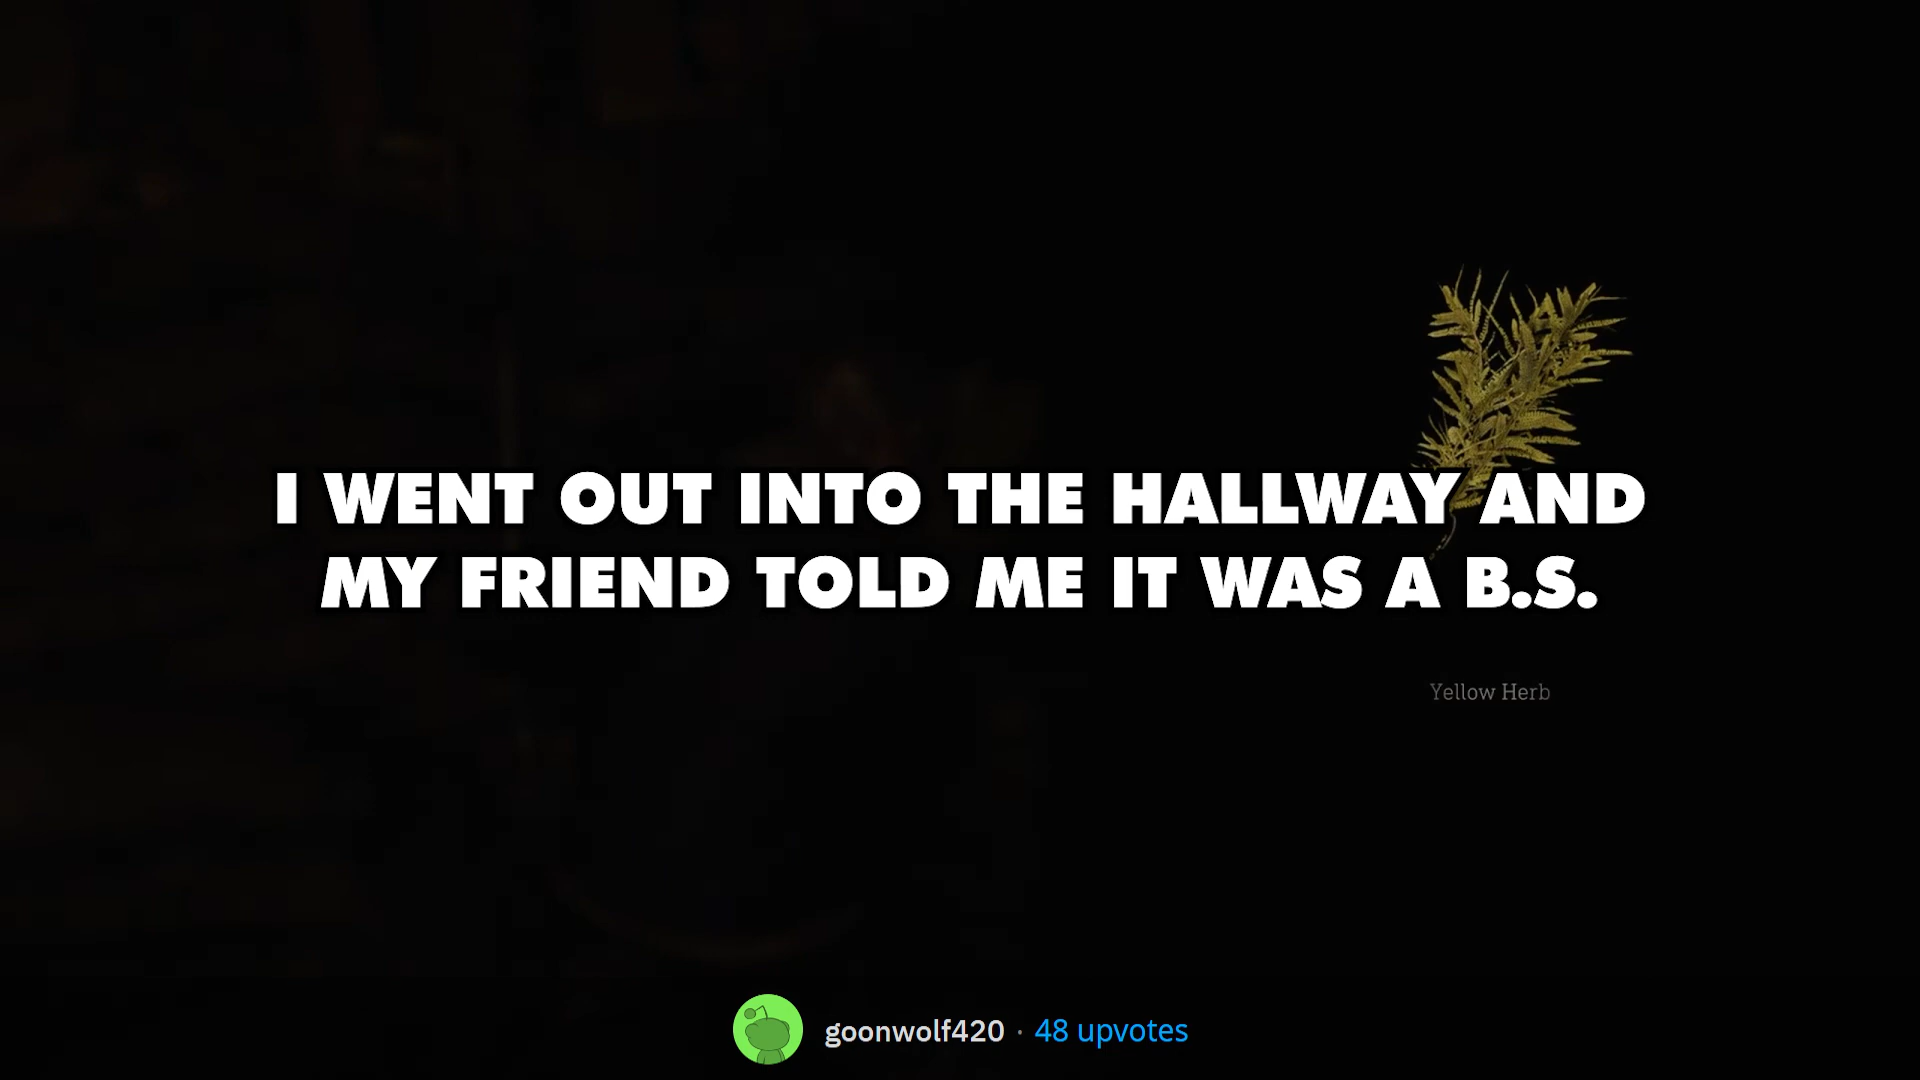 I WENT OUT INTO THE HALLWAY AND
MY FRIEND TOLD ME IT WAS A B.S.
Yellow Herb
goonwolf420 · 48 upvotes